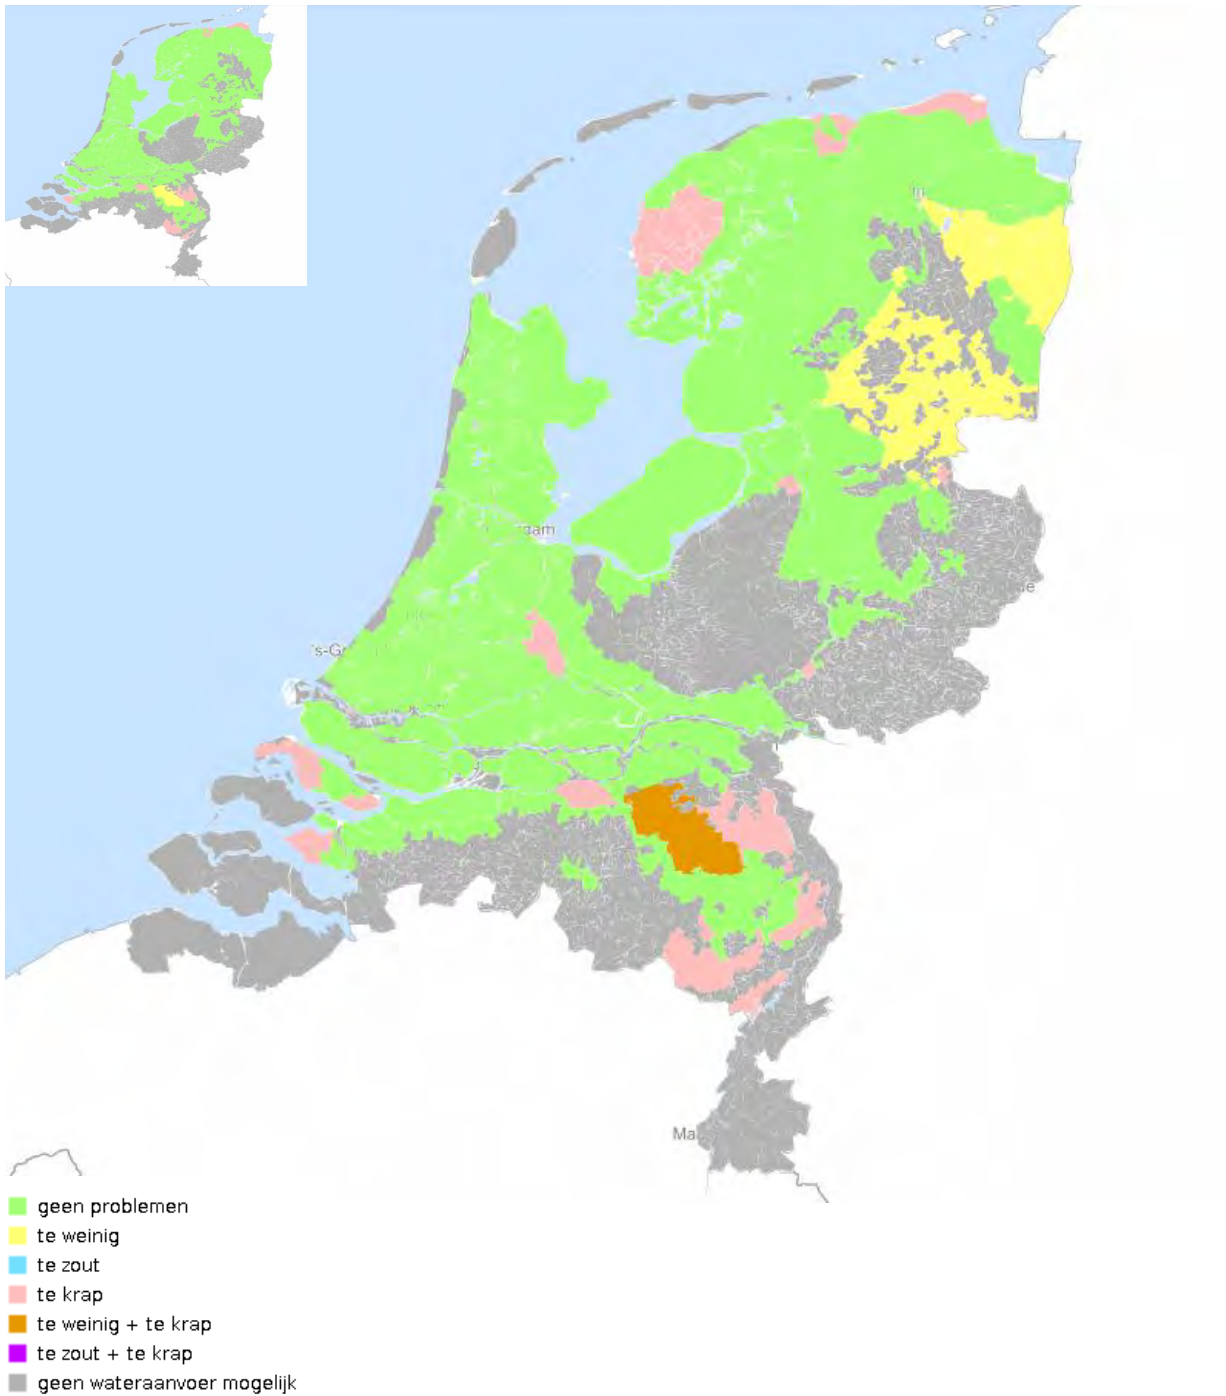 geen problemen
te weinig
te zout
te krap
te weinig + te krap
te zout + te krap
geen wateraanvoer mogelijk